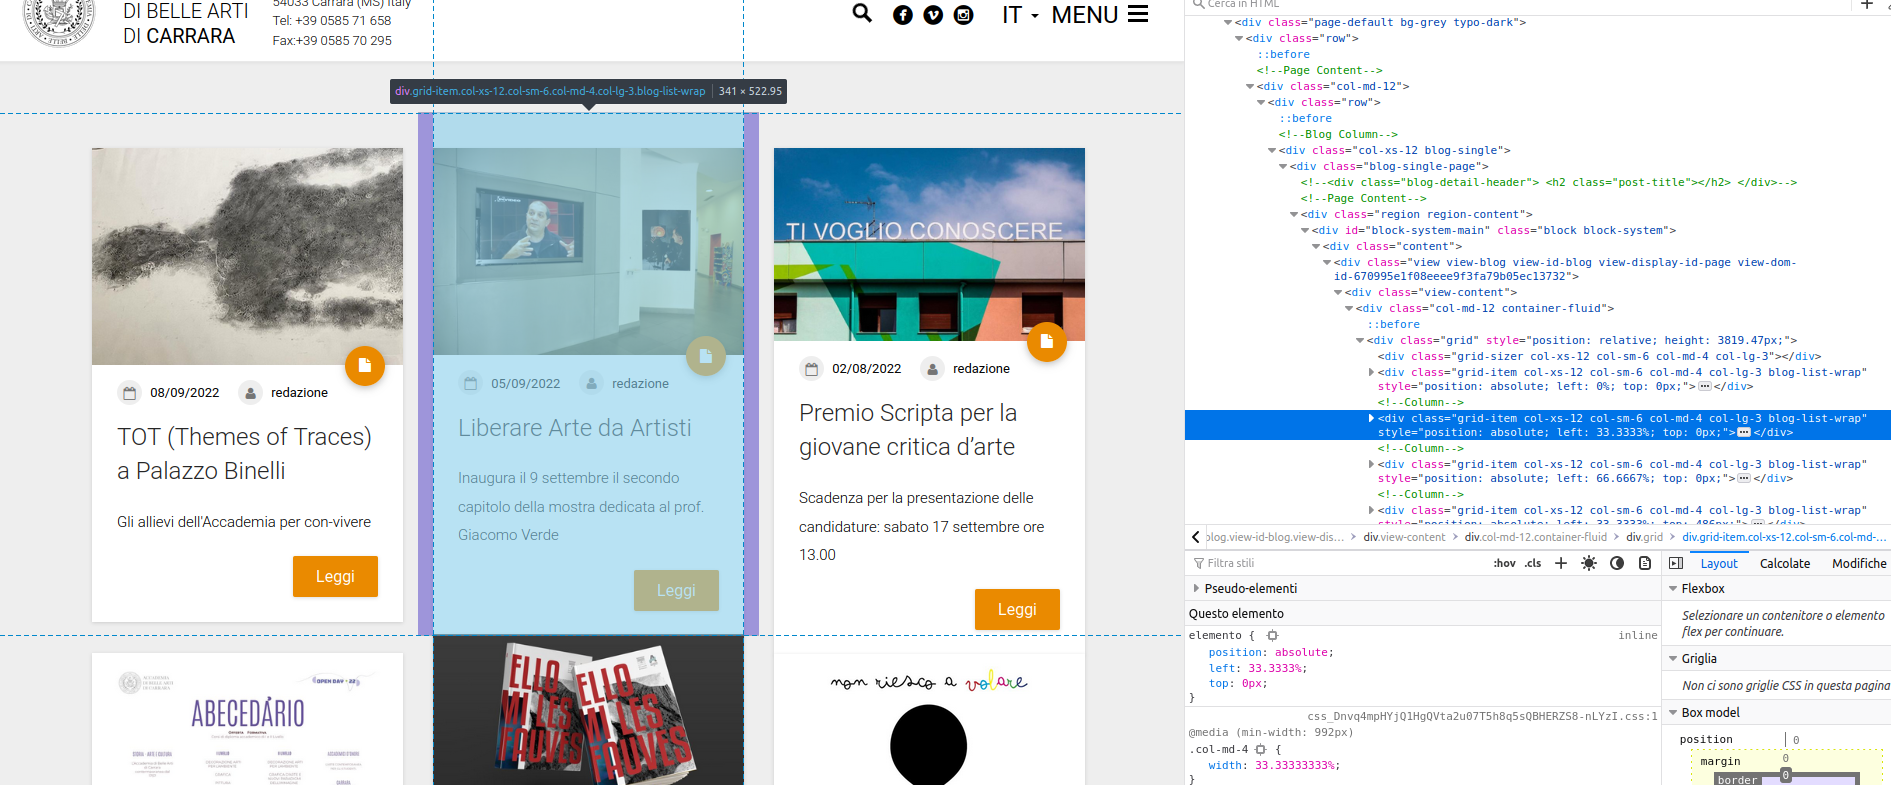 DI BELLE ARTI
DI CARRARA
54033 Carrara (MS) Italy
Tel: +39 0585 71 658
Fax:+39 0585 70 295
IT
MENU
div.grid-item.col-xs-12.col-sm-6.col-md-4.col-lg-3.blog-list-wrap
341 × 522.95
08/09/2022
redazione
TOT (Themes of Traces)
a Palazzo Binelli
Gli allievi dell'Accademia per con-vivere
Leggi
05/09/2022
redazione
Liberare Arte da Artisti
Inaugura il 9 settembre il secondo
capitolo della mostra dedicata al prof.
Giacomo Verde
Leggi
TI VOGLIO CONOSCERE
02/08/2022
redazione
Premio Scripta per la
giovane critica d'arte
Scadenza per la presentazione delle
candidature: sabato 17 settembre ore
13.00
Leggi
OPEN DAY - 22
ABECEDÀRIO
ELLO
MI LES
FAUVES
ELLO
MI LES
FAUVES
non riesco a volare
Cerca in HTML
<div class="page-default bg-grey typo-dark">
<div class="row">
::before
<!--Page Content-->
<div class="col-md-12">
<div class="row">
::before
<!--Blog Column-->
<div class="col-xs-12 blog-single">
<div class="blog-single-page">
<!--<div class="blog-detail-header"> <h2 class="post-title"></h2> </div>-->
<!--Page Content-->
<div class="region region-content">
<div id="block-system-main" class="block block-system">
<div class="content">
<div class="view view-blog view-id-blog view-display-id-page view-dom-
id-670995e1f08eeee9f3fa79b05ec13732">
<div class="view-content">
<div class="col-md-12 container-fluid">
::before
<div class="grid" style="position: relative; height: 3819.47px;">
<div class="grid-sizer col-xs-12 col-sm-6 col-md-4 col-lg-3"></div>
<div class="grid-item col-xs-12 col-sm-6 col-md-4 col-lg-3 blog-list-wrap"
style="position: absolute; left: 0%; top: 0px;"></div>
<!--Column-->
<div class="grid-item col-xs-12 col-sm-6 col-md-4 col-lg-3 blog-list-wrap"
style="position: absolute; left: 33.3333%; top: 0px;"></div>
<!--Column-->
<div class="grid-item col-xs-12 col-sm-6 col-md-4 col-lg-3 blog-list-wrap"
style="position: absolute; left: 66.6667%; top: 0px;"></div>
<!--Column-->
<div class="grid-item col-xs-12 col-sm-6 col-md-4 col-lg-3 blog-list-wrap"
style="position: absolute; left: 33.3333%; top: 486px;"></div>
blog.view-id-blog.view-dis…
div.view-content
div.col-md-12.container-fluid
div.grid
div.grid-item.col-xs-12.col-sm-6.col-md-…
Filtra stili
:hov
.cls
Layout
Calcolate
Modifiche
Pseudo-elementi
Questo elemento
elemento {
inline
position: absolute;
left: 33.3333%;
top: 0px;
}
css_Dnvq4mpHYjQ1HgQVta2u07T5h8q5sQBHERZS8-nLYzI.css:1
@media (min-width: 992px)
.col-md-4 {
width: 33.33333333%;
}
Flexbox
Selezionare un contenitore o elemento
flex per continuare.
Griglia
Non ci sono griglie CSS in questa pagina
Box model
position
0
margin
0
border
0